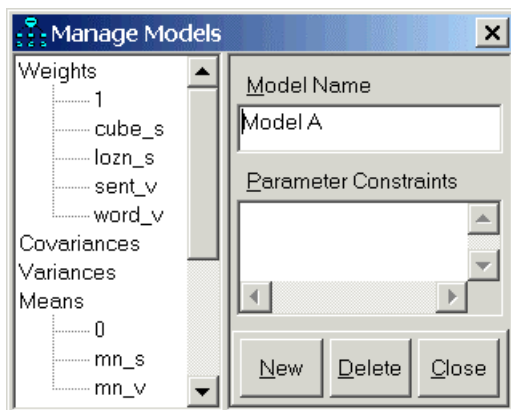 Manage Models
Weights
1
cube_s
lozn_s
sent_v
word_v
Covariances
Variances
Means
0
mn_s
mn_v
Model Name
Model A
Parameter Constraints
New
Delete
Close